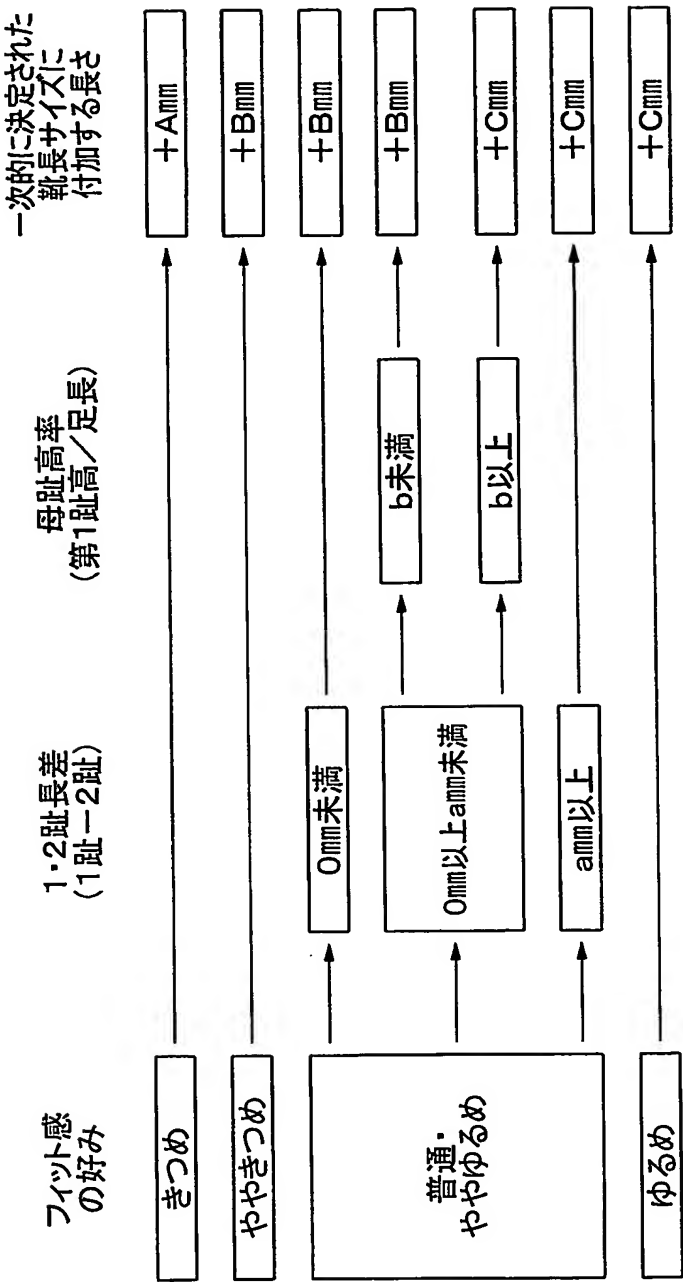 フィット感
の好み
1・2趾長差
(1趾ー2趾)
母趾高率
(第1趾高／足長)
一次的に決定された
靴長サイズに
付加する長さ
きつめ
＋Amm
ややきつめ
＋Bmm
普通・
ややゆるめ
0mm未満
＋Bmm
0mm以上amm未満
b未満
＋Bmm
b以上
＋Cmm
amm以上
＋Cmm
ゆるめ
＋Cmm